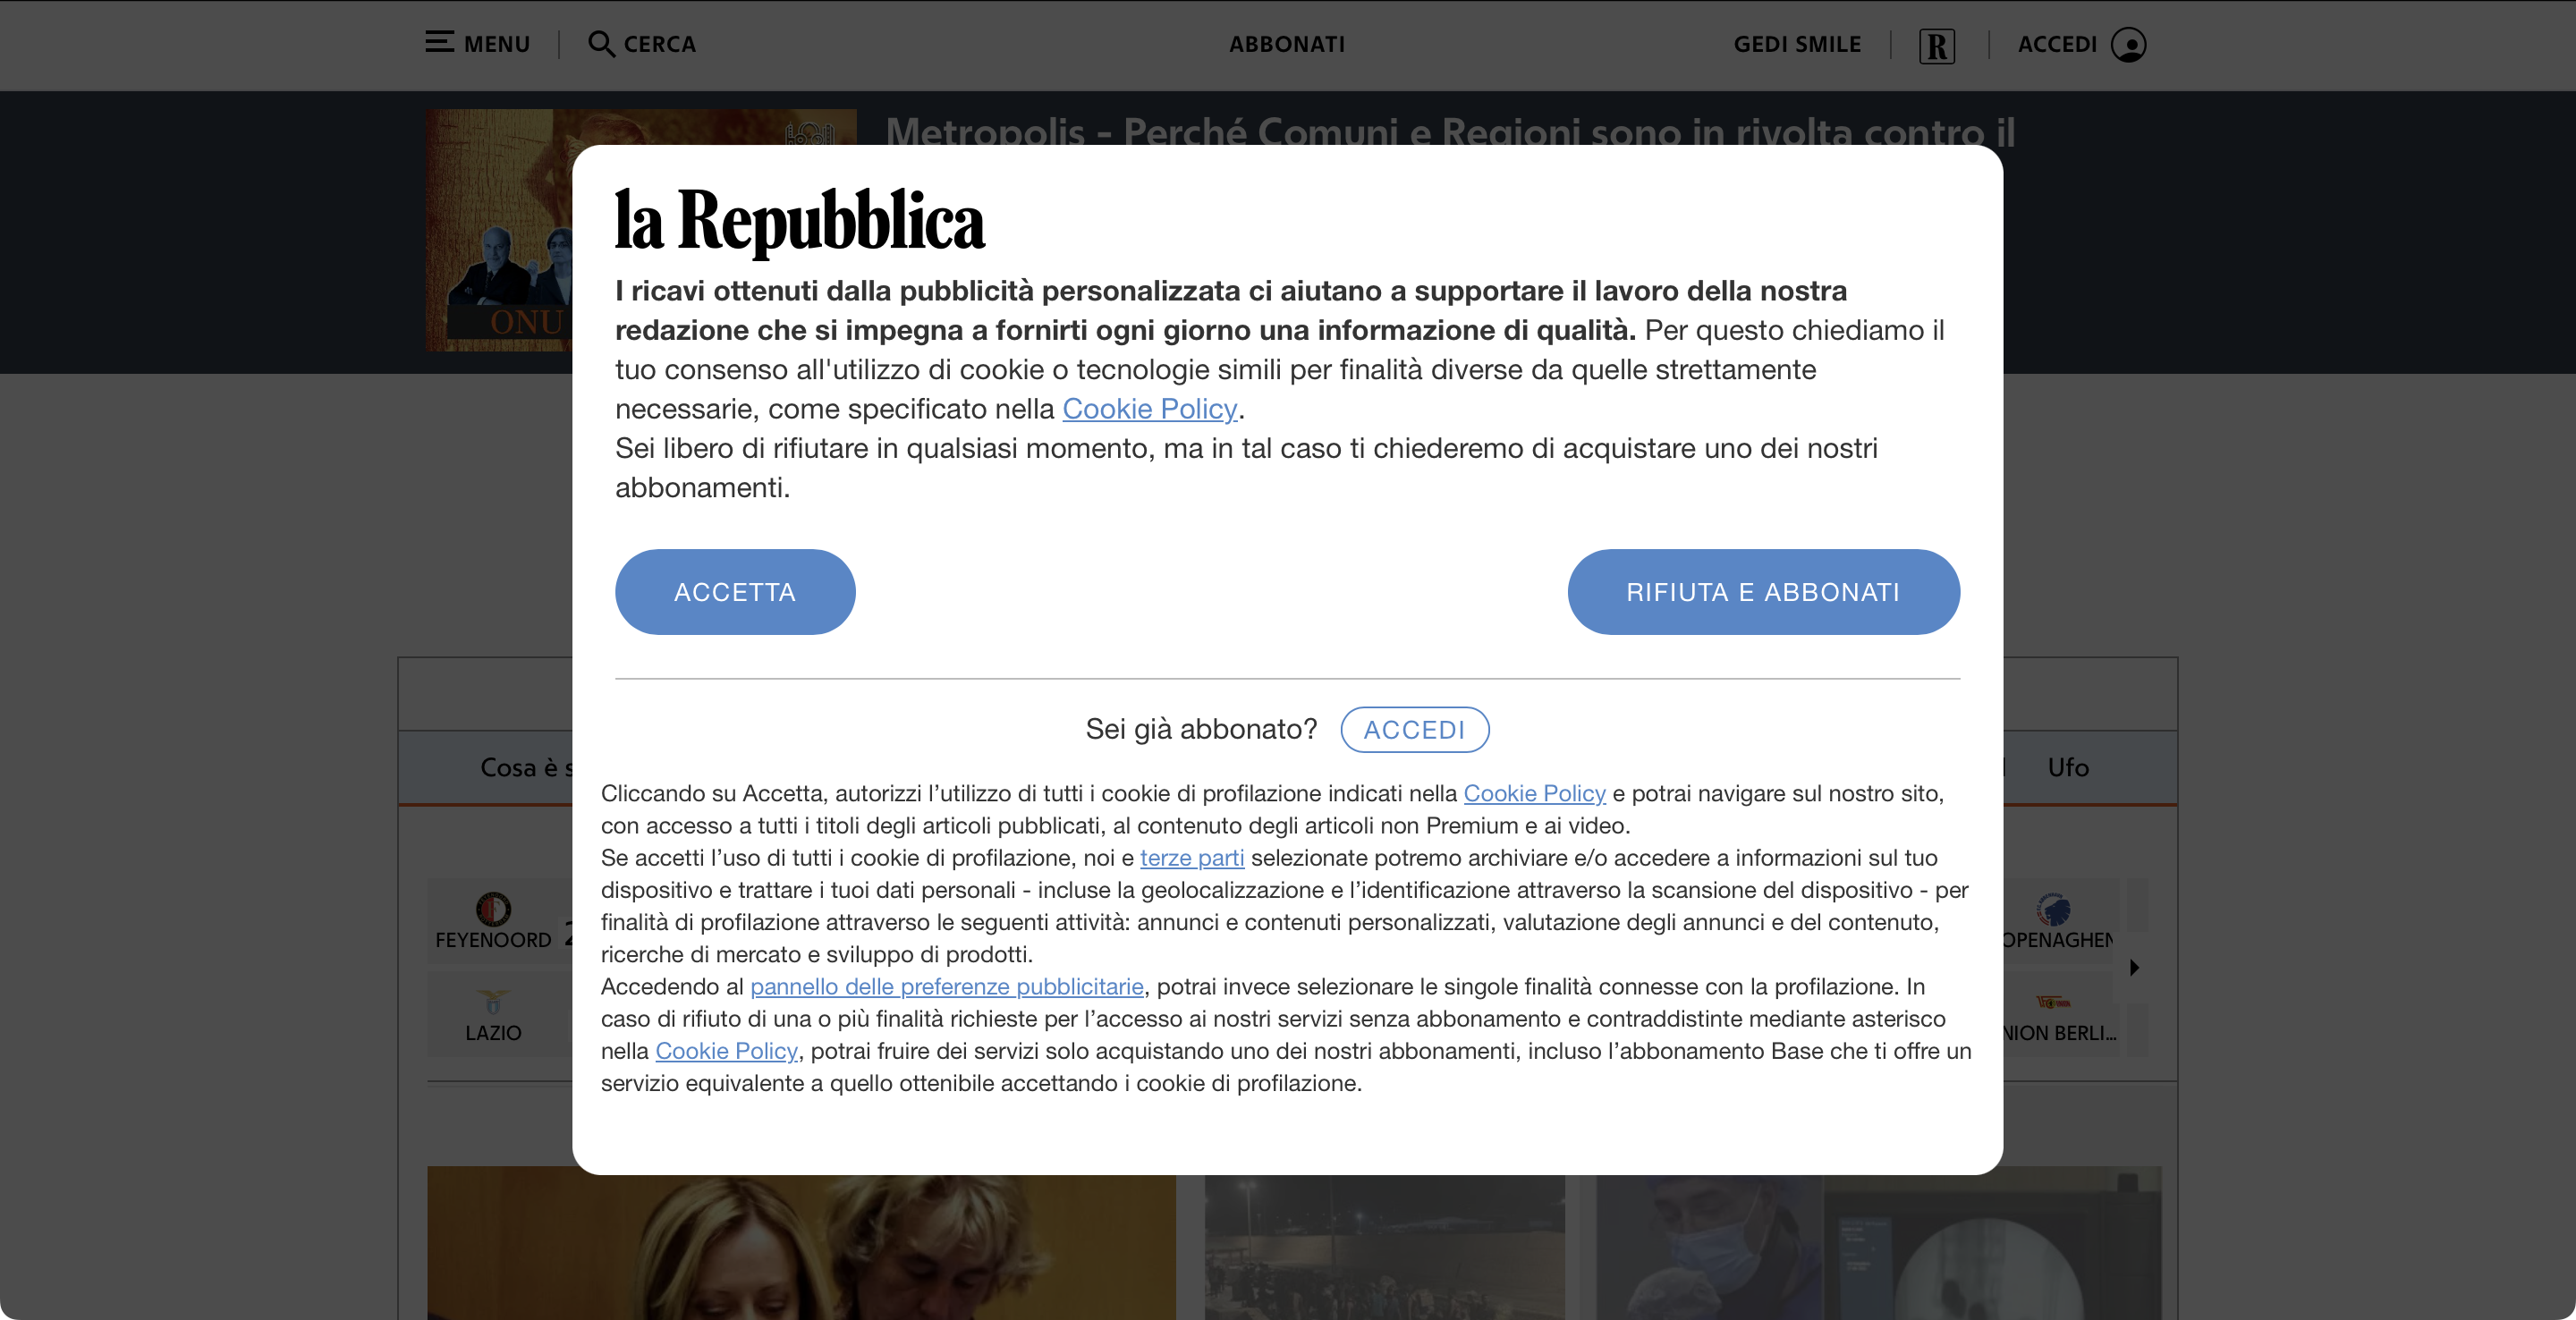 MENU
CERCA
ABBONATI
GEDI SMILE
R
ACCEDI
Metropolis - Perché Comuni e Regioni sono in rivolta contro il
ONU
la Repubblica
I ricavi ottenuti dalla pubblicità personalizzata ci aiutano a supportare il lavoro della nostra
redazione che si impegna a fornirti ogni giorno una informazione di qualità. Per questo chiediamo il
tuo consenso all'utilizzo di cookie o tecnologie simili per finalità diverse da quelle strettamente
necessarie, come specificato nella Cookie Policy.
Sei libero di rifiutare in qualsiasi momento, ma in tal caso ti chiederemo di acquistare uno dei nostri
abbonamenti.
ACCETTA
RIFIUTA E ABBONATI
Sei già abbonato?
ACCEDI
Cliccando su Accetta, autorizzi l’utilizzo di tutti i cookie di profilazione indicati nella Cookie Policy e potrai navigare sul nostro sito,
con accesso a tutti i titoli degli articoli pubblicati, al contenuto degli articoli non Premium e ai video.
Se accetti l’uso di tutti i cookie di profilazione, noi e terze parti selezionate potremo archiviare e/o accedere a informazioni sul tuo
dispositivo e trattare i tuoi dati personali - incluse la geolocalizzazione e l’identificazione attraverso la scansione del dispositivo - per
finalità di profilazione attraverso le seguenti attività: annunci e contenuti personalizzati, valutazione degli annunci e del contenuto,
ricerche di mercato e sviluppo di prodotti.
Accedendo al pannello delle preferenze pubblicitarie, potrai invece selezionare le singole finalità connesse con la profilazione. In
caso di rifiuto di una o più finalità richieste per l’accesso ai nostri servizi senza abbonamento e contraddistinte mediante asterisco
nella Cookie Policy, potrai fruire dei servizi solo acquistando uno dei nostri abbonamenti, incluso l’abbonamento Base che ti offre un
servizio equivalente a quello ottenibile accettando i cookie di profilazione.
Cosa è s
Ufo
FEYENOORD
2
LAZIO
OPENAGHEN
NION BERLI...